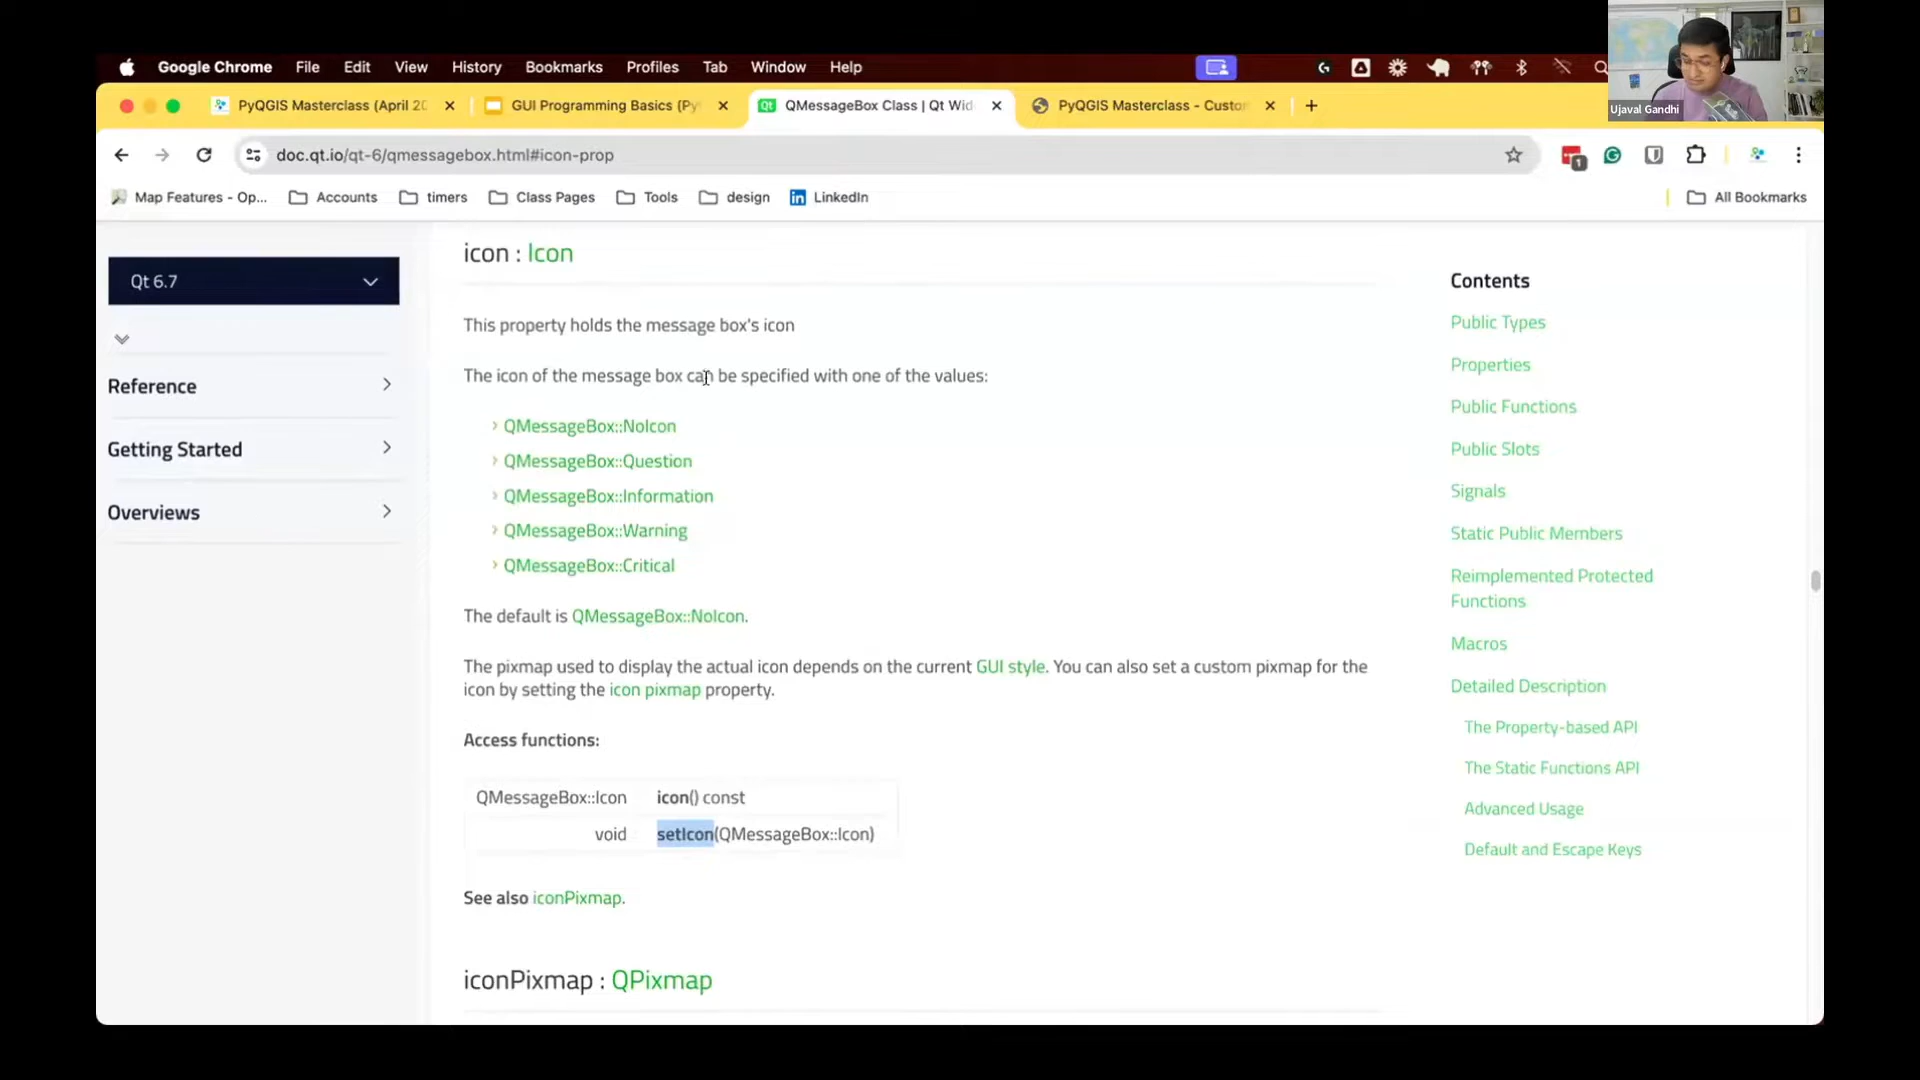 Google Chrome File Edit View History Bookmarks Profiles Tab Window Help
Ujaval Gandhi
PyQGIS Masterclass (April 20
GUI Programming Basics (Py
QMessageBox Class | Qt Wid
PyQGIS Masterclass - Custor
doc.qt.io/qt-6/qmessagebox.html#icon-prop
1
Map Features - Op...
Accounts
timers
Class Pages
Tools
design
LinkedIn
All Bookmarks
Qt 6.7
Reference
Getting Started
Overviews
icon : Icon
This property holds the message box's icon
The icon of the message box can be specified with one of the values:
QMessageBox::NoIcon
QMessageBox::Question
QMessageBox::Information
QMessageBox::Warning
QMessageBox::Critical
The default is QMessageBox::NoIcon.
The pixmap used to display the actual icon depends on the current GUI style. You can also set a custom pixmap for the
icon by setting the icon pixmap property.
Access functions:
QMessageBox::Icon icon() const
void setIcon(QMessageBox::Icon)
See also iconPixmap.
iconPixmap : QPixmap
Contents
Public Types
Properties
Public Functions
Public Slots
Signals
Static Public Members
Reimplemented Protected
Functions
Macros
Detailed Description
The Property-based API
The Static Functions API
Advanced Usage
Default and Escape Keys